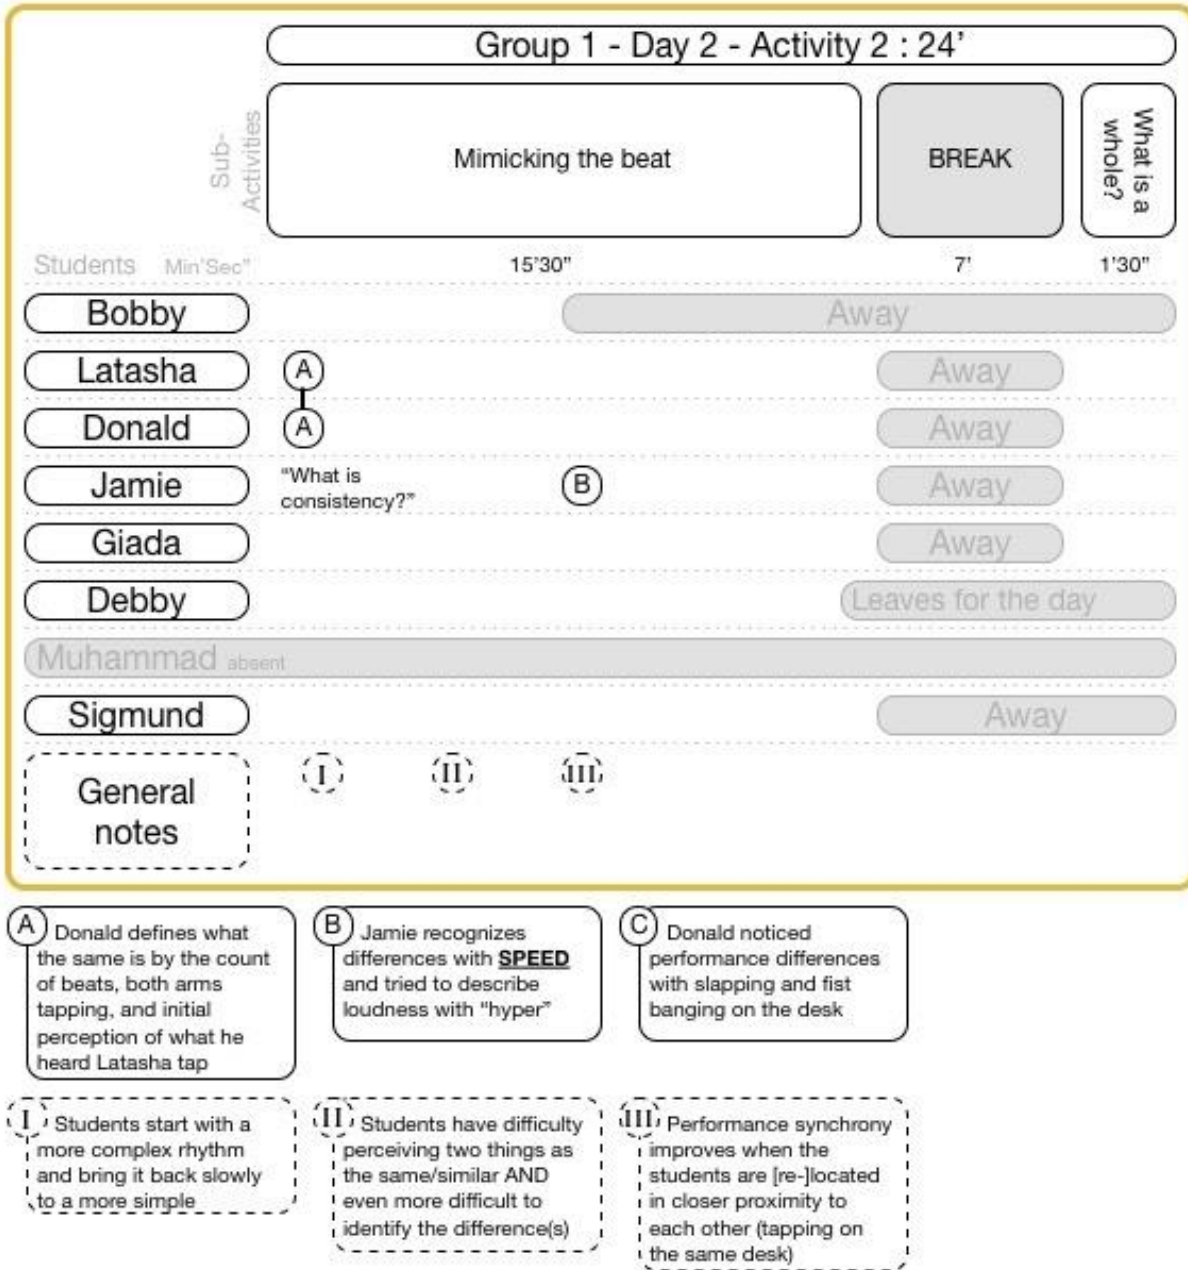 Group 1 - Day 2 - Activity 2 : 24'
Sub-
Activities
Mimicking the beat
BREAK
What is a
whole?
Students Min'Sec"
15'30"
7'
1'30"
Bobby
Away
Latasha
A
Away
Donald
A
Away
Jamie
"What is
consistency?"
B
Away
Giada
Away
Debby
Leaves for the day
Muhammad absent
Sigmund
Away
General
notes
I
II
III
A Donald defines what
the same is by the count
of beats, both arms
tapping, and initial
perception of what he
heard Latasha tap
B Jamie recognizes
differences with SPEED
and tried to describe
loudness with "hyper"
C Donald noticed
performance differences
with slapping and fist
banging on the desk
I Students start with a
more complex rhythm
and bring it back slowly
to a more simple
II Students have difficulty
perceiving two things as
the same/similar AND
even more difficult to
identify the difference(s)
III Performance synchrony
improves when the
students are [re-]located
in closer proximity to
each other (tapping on
the same desk)